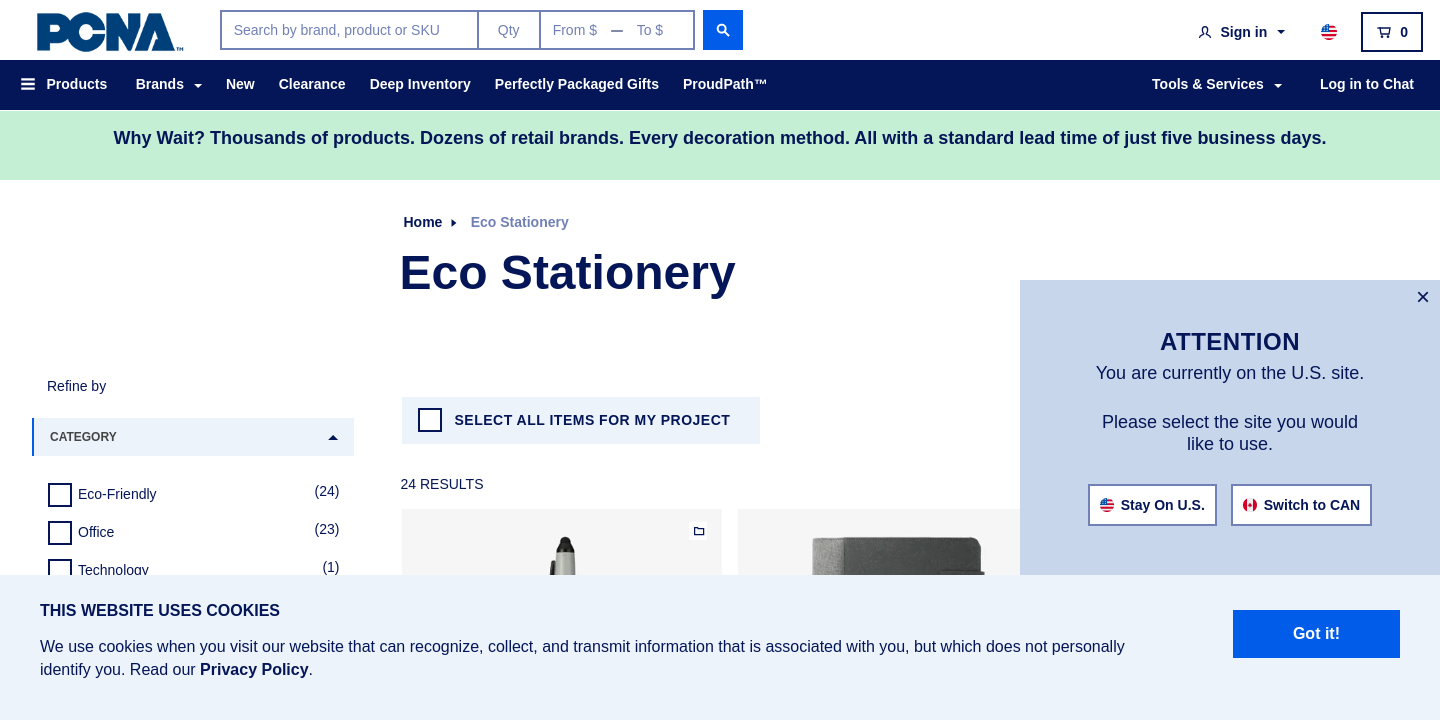 PCNA™
Search by brand, product or SKU
Qty
From $ — To $
Sign in
0
Products
Brands
New
Clearance
Deep Inventory
Perfectly Packaged Gifts
ProudPath™
Tools & Services
Log in to Chat
Why Wait? Thousands of products. Dozens of retail brands. Every decoration method. All with a standard lead time of just five business days.
Home
Eco Stationery
Eco Stationery
Refine by
CATEGORY
Eco-Friendly (24)
Office (23)
Technology (1)
SELECT ALL ITEMS FOR MY PROJECT
24 RESULTS
ATTENTION
You are currently on the U.S. site.
Please select the site you would
like to use.
Stay On U.S.
Switch to CAN
THIS WEBSITE USES COOKIES
We use cookies when you visit our website that can recognize, collect, and transmit information that is associated with you, but which does not personally
identify you. Read our Privacy Policy.
Got it!